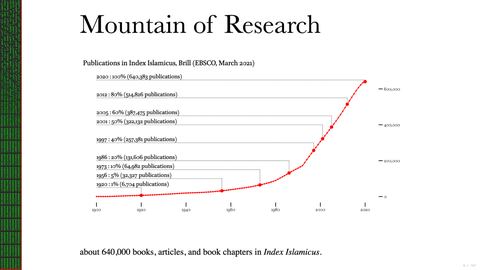 Mountain of Research
Publications in Index Islamicus, Brill (EBSCO, March 2021)
2020 : 100% (640,383 publications)
2012 : 80% (514,826 publications)
2005 : 60% (387,475 publications)
2001 : 50% (322,132 publications)
1997 : 40% (257,381 publications)
1986 : 20% (131,606 publications)
1973 : 10% (64,982 publications)
1956 : 5% (32,327 publications)
1920 : 1% (6,704 publications)
600,000
400,000
200,000
0
1900 1920 1940 1960 1980 2000 2020
about 640,000 books, articles, and book chapters in Index Islamicus.